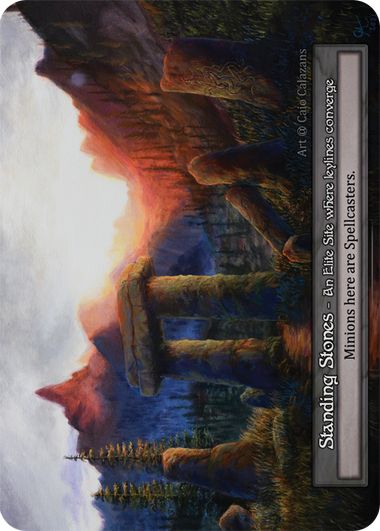 Standing Stones - An Elite Site where leylines converge
Minions here are Spellcasters.
Art @ Caio Calazans